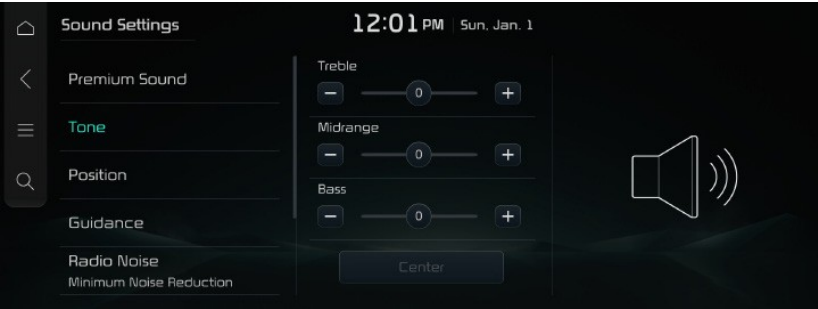 Sound Settings
12:01 PM Sun, Jan. 1
Premium Sound
Tone
Position
Guidance
Radio Noise
Minimum Noise Reduction
Treble
− 0 +
Midrange
− 0 +
Bass
− 0 +
Center